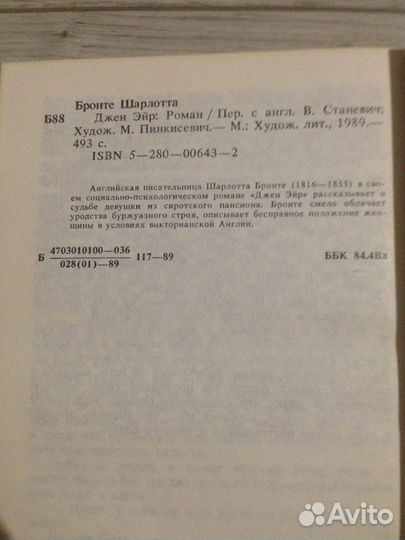 Бронте Шарлотта
Б88 Джен Эйр: Роман / Пер. с англ. В. Станевич;
Худож. М. Пинкисевич.— М.: Худож. лит., 1989.—
493 с.
ISBN 5—280—00643—2
Английская писательница Шарлотта Бронте (1816—1855) в сво-
ем социально-психологическом романе «Джен Эйр» рассказывает о
судьбе девушки из сиротского пансиона. Бронте смело обличает
уродства буржуазного строя, описывает бесправное положение жен-
щины в условиях викторианской Англии.
4703010100—036
Б 117—89 ББК 84.4Вл
028(01)—89
Avito